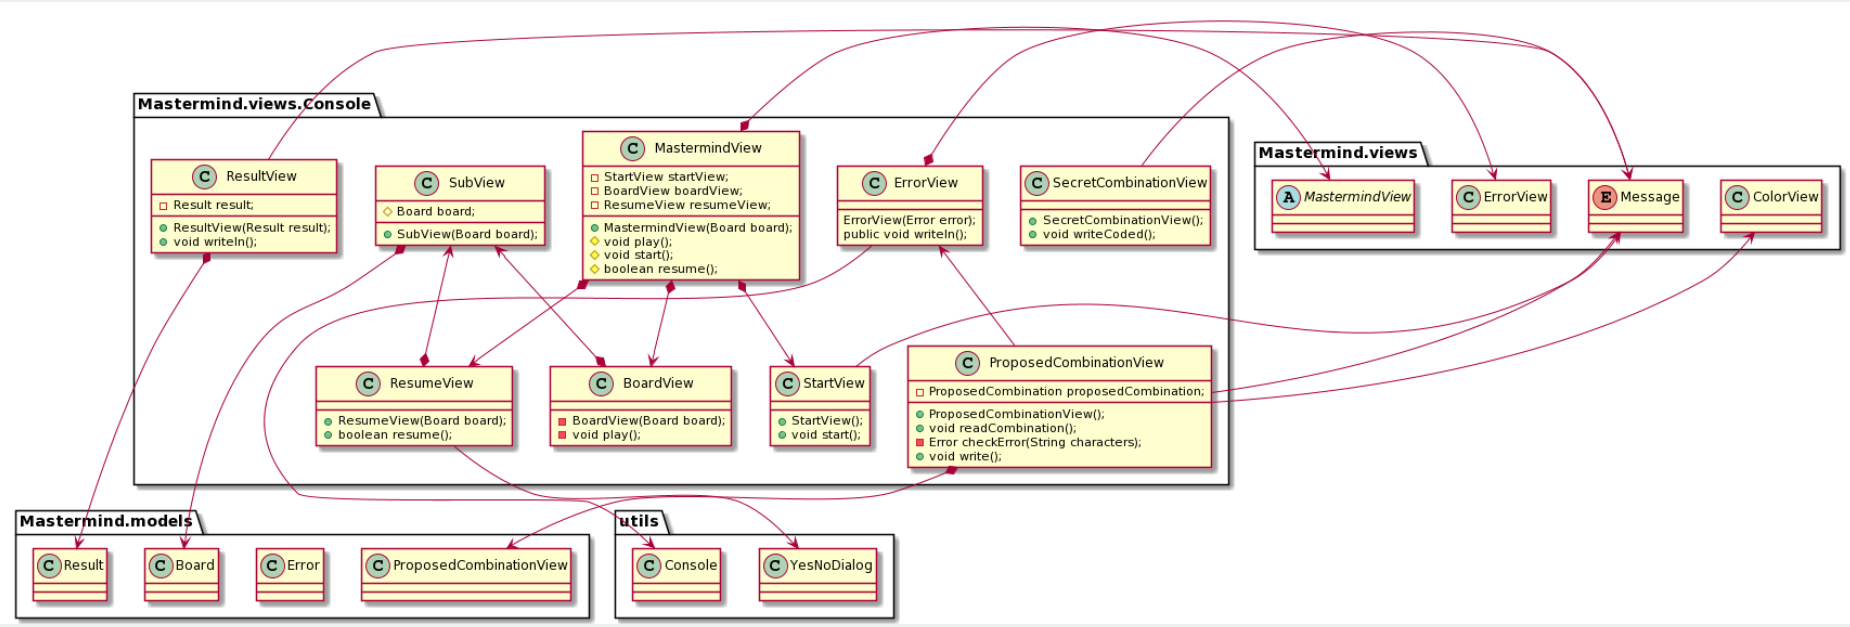 Mastermind.views.Console
C ResultView
Result result;
ResultView(Result result);
void writeln();
C SubView
Board board;
SubView(Board board);
C MastermindView
StartView startView;
BoardView boardView;
ResumeView resumeView;
MastermindView(Board board);
void play();
void start();
boolean resume();
C ErrorView
ErrorView(Error error);
public void writeln();
C SecretCombinationView
SecretCombinationView();
void writeCoded();
Mastermind.views
A MastermindView
C ErrorView
E Message
C ColorView
C ResumeView
ResumeView(Board board);
boolean resume();
C BoardView
BoardView(Board board);
void play();
C StartView
StartView();
void start();
C ProposedCombinationView
ProposedCombination proposedCombination;
ProposedCombinationView();
void readCombination();
Error checkError(String characters);
void write();
Mastermind.models
C Result
C Board
C Error
C ProposedCombinationView
utils
C Console
C YesNoDialog